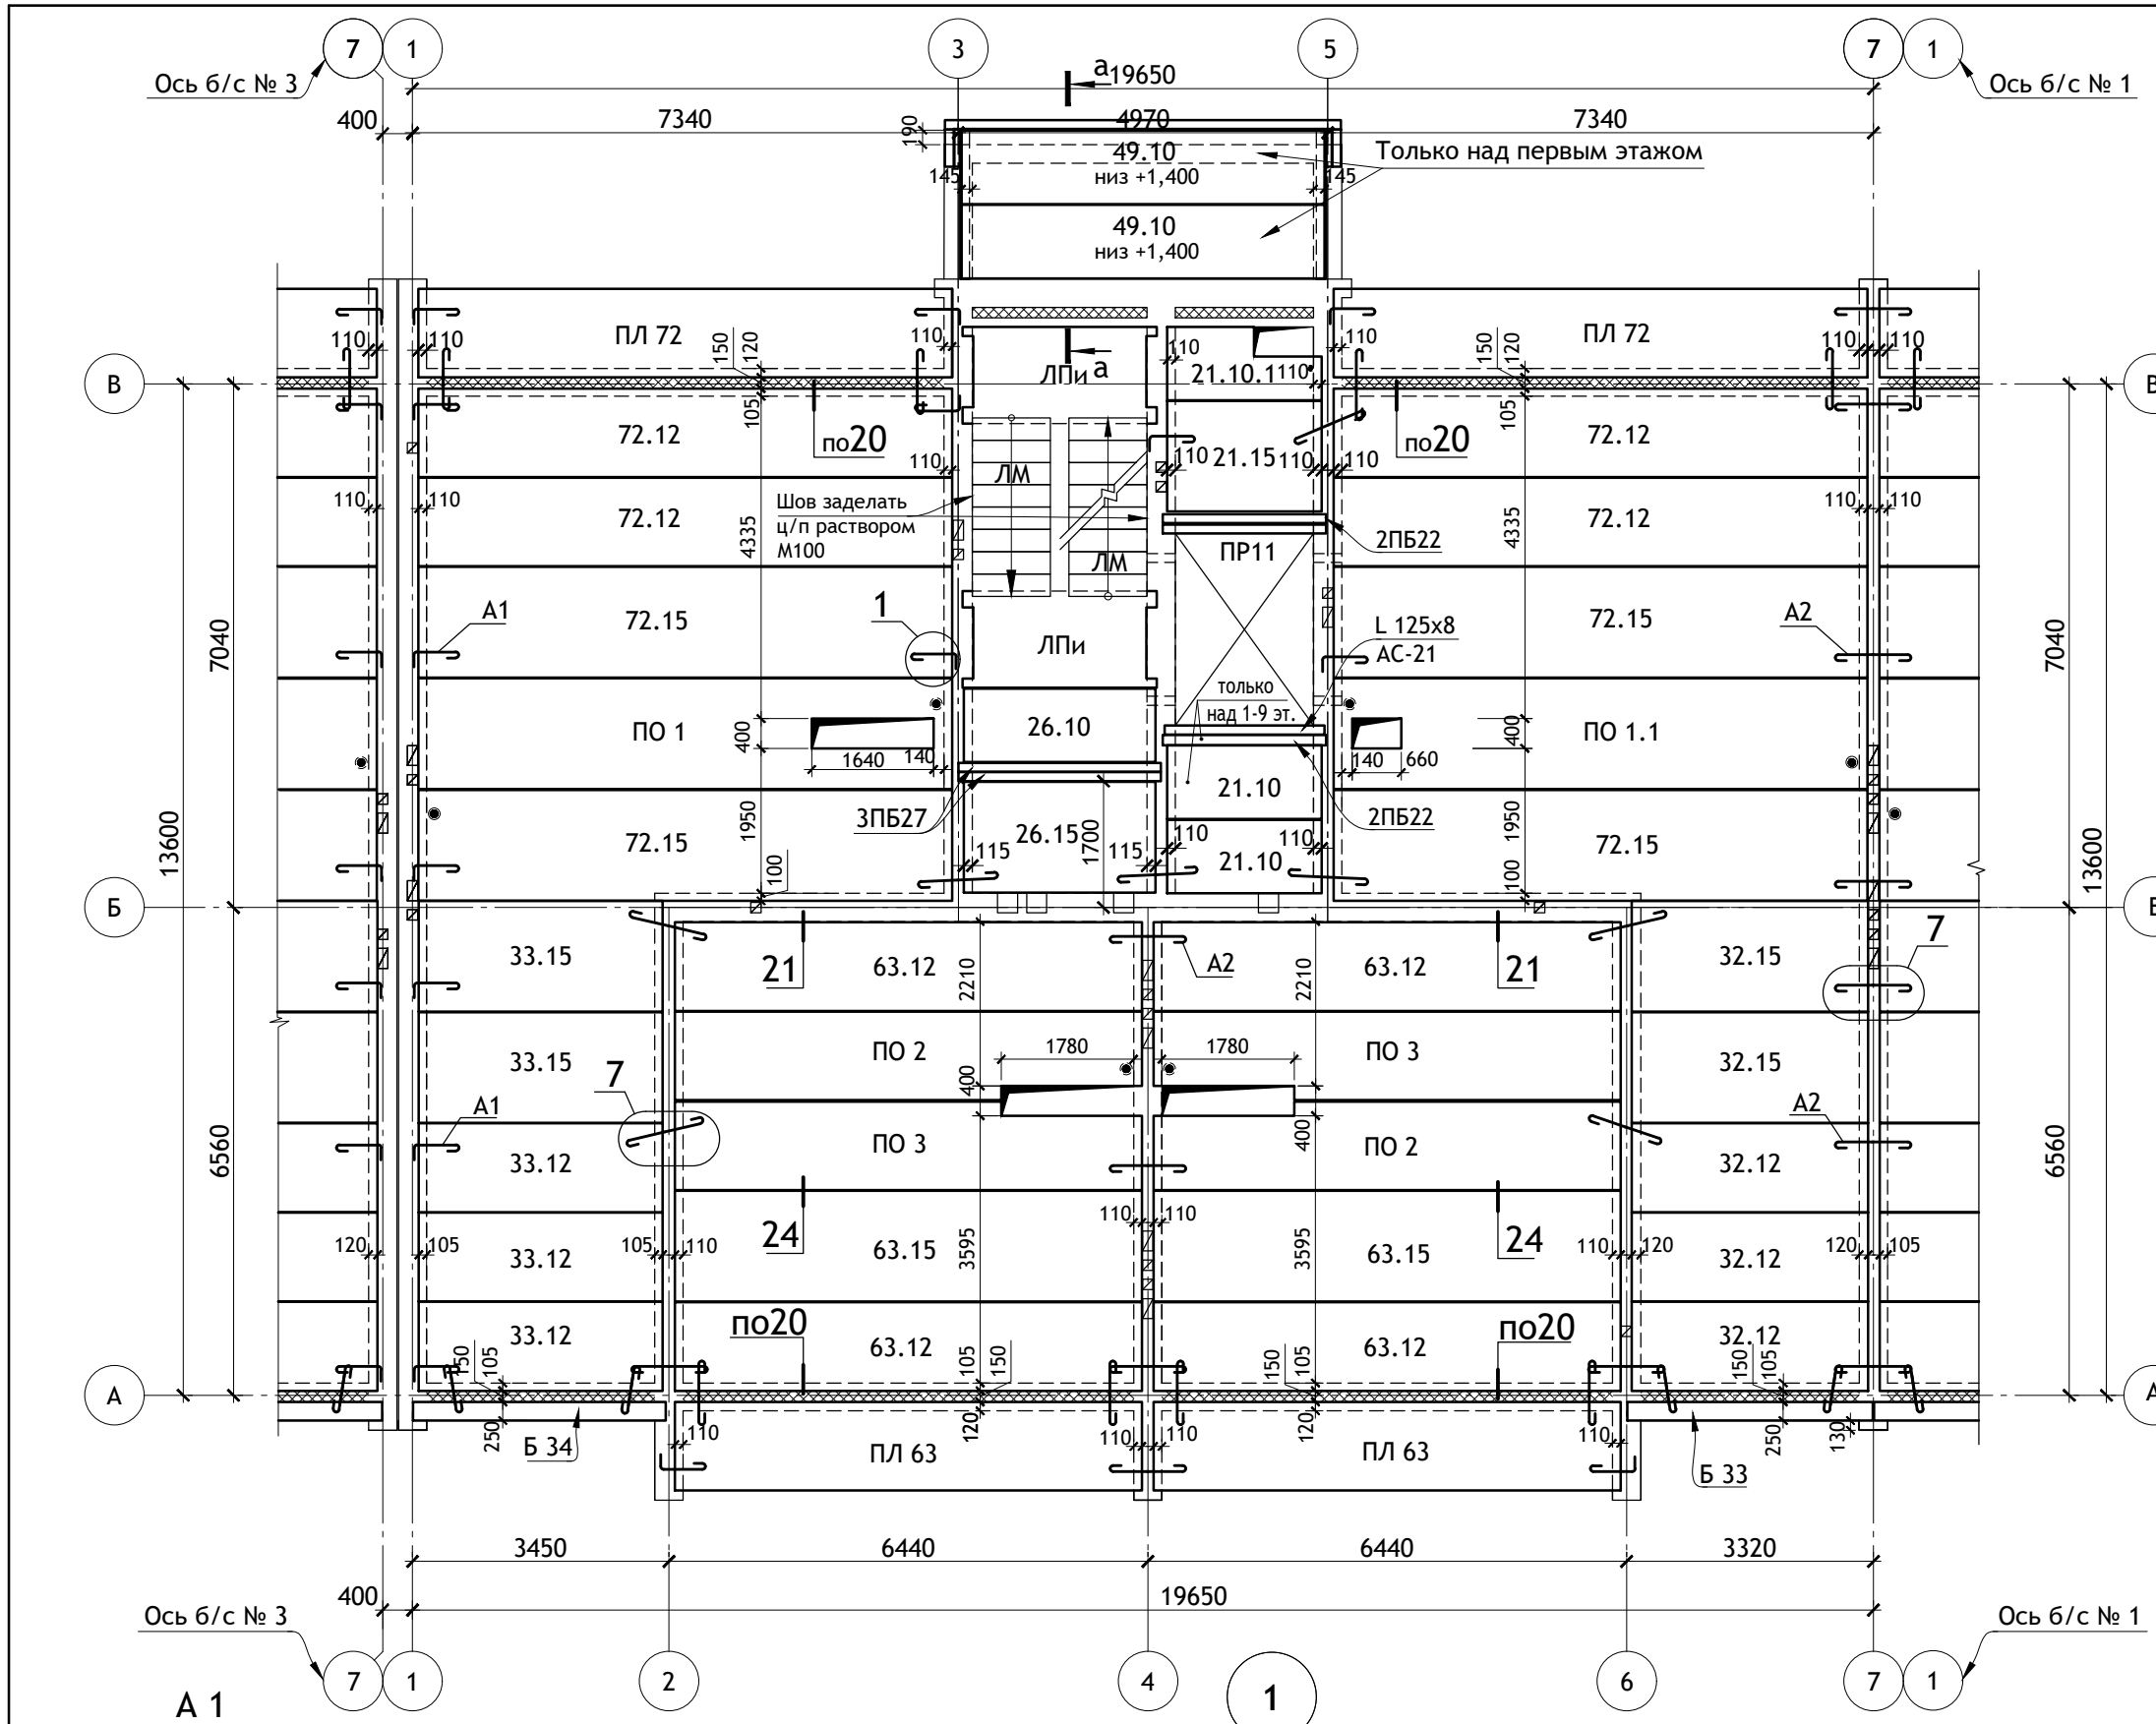 7
1
3
5
7
1
Ось б/с № 3
Ось б/с № 1
а
19650
400
7340
4970
7340
190
49.10
низ +1,400
Только над первым этажом
145
145
49.10
низ +1,400
110
110
ПЛ 72
150
120
110
110
21.10.1
110
110
ПЛ 72
150
120
110
110
В
ЛПи
а
В
105
105
72.12
по20
110
110
21.15
110
110
по20
72.12
ЛМ
Шов заделать
ц/п раствором
М100
110
110
72.12
4335
ПР11
2ПБ22
4335
72.12
110
110
ЛМ
7040
А1
72.15
1
ЛПи
L 125х8
АС-21
72.15
А2
7040
только
над 1-9 эт.
ПО 1
400
1640
140
26.10
140
660
400
ПО 1.1
21.10
13600
72.15
1950
3ПБ27
26.15
1700
2ПБ22
1950
72.15
13600
100
115
115
110
110
21.10
100
Б
Б
33.15
21
63.12
2210
А2
2210
63.12
21
32.15
7
33.15
7
ПО 2
400
1780
1780
ПО 3
32.15
А1
ПО 3
400
ПО 2
А2
6560
33.12
32.12
6560
24
63.15
3595
110
110
3595
63.15
24
120
105
33.12
105
110
110
120
32.12
120
105
33.12
150
105
по20
63.12
105
150
150
105
63.12
по20
32.12
150
105
А
А
250
Б 34
110
ПЛ 63
120
110
110
120
ПЛ 63
110
Б 33
250
130
3450
6440
6440
3320
400
19650
Ось б/с № 3
Ось б/с № 1
7
1
2
4
6
7
1
А 1
1